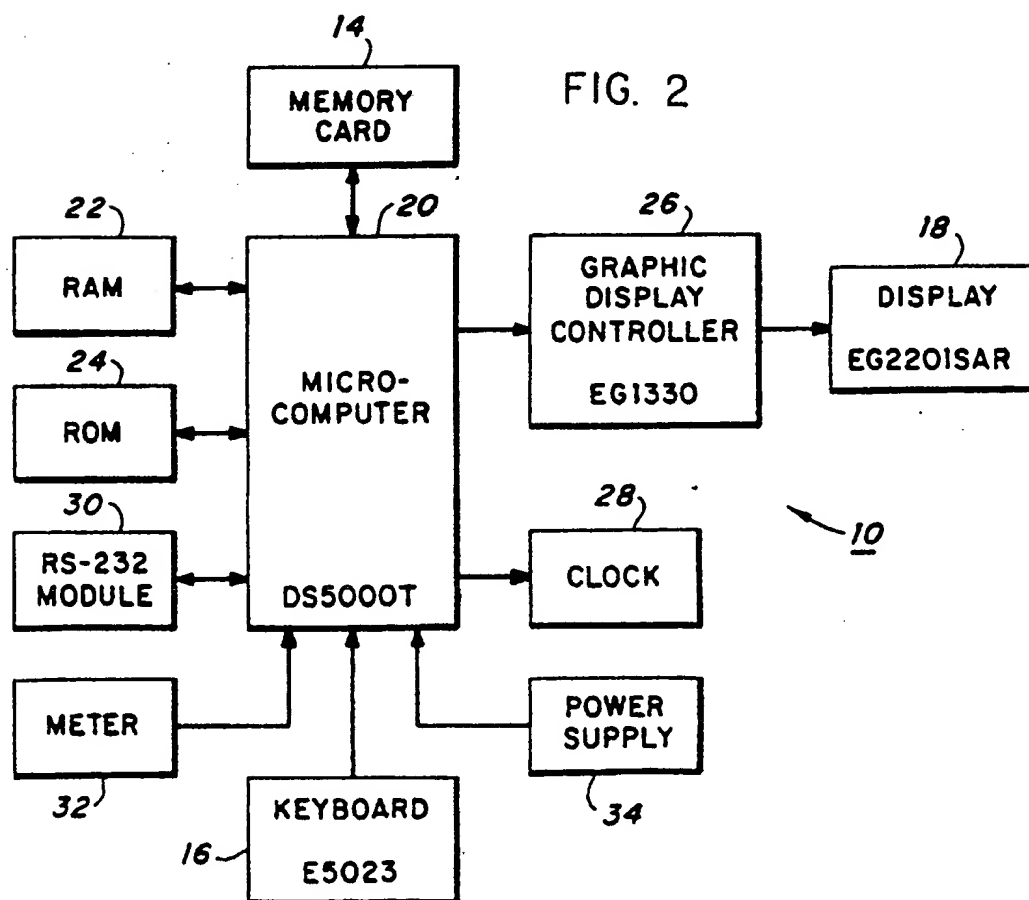 14
FIG. 2
MEMORY
CARD
22
20
26
18
RAM
GRAPHIC
DISPLAY
CONTROLLER
EG1330
DISPLAY
EG2201SAR
24
MICRO-
COMPUTER
ROM
30
28
10
RS-232
MODULE
DS5000T
CLOCK
METER
POWER
SUPPLY
32
34
KEYBOARD
16
E5023